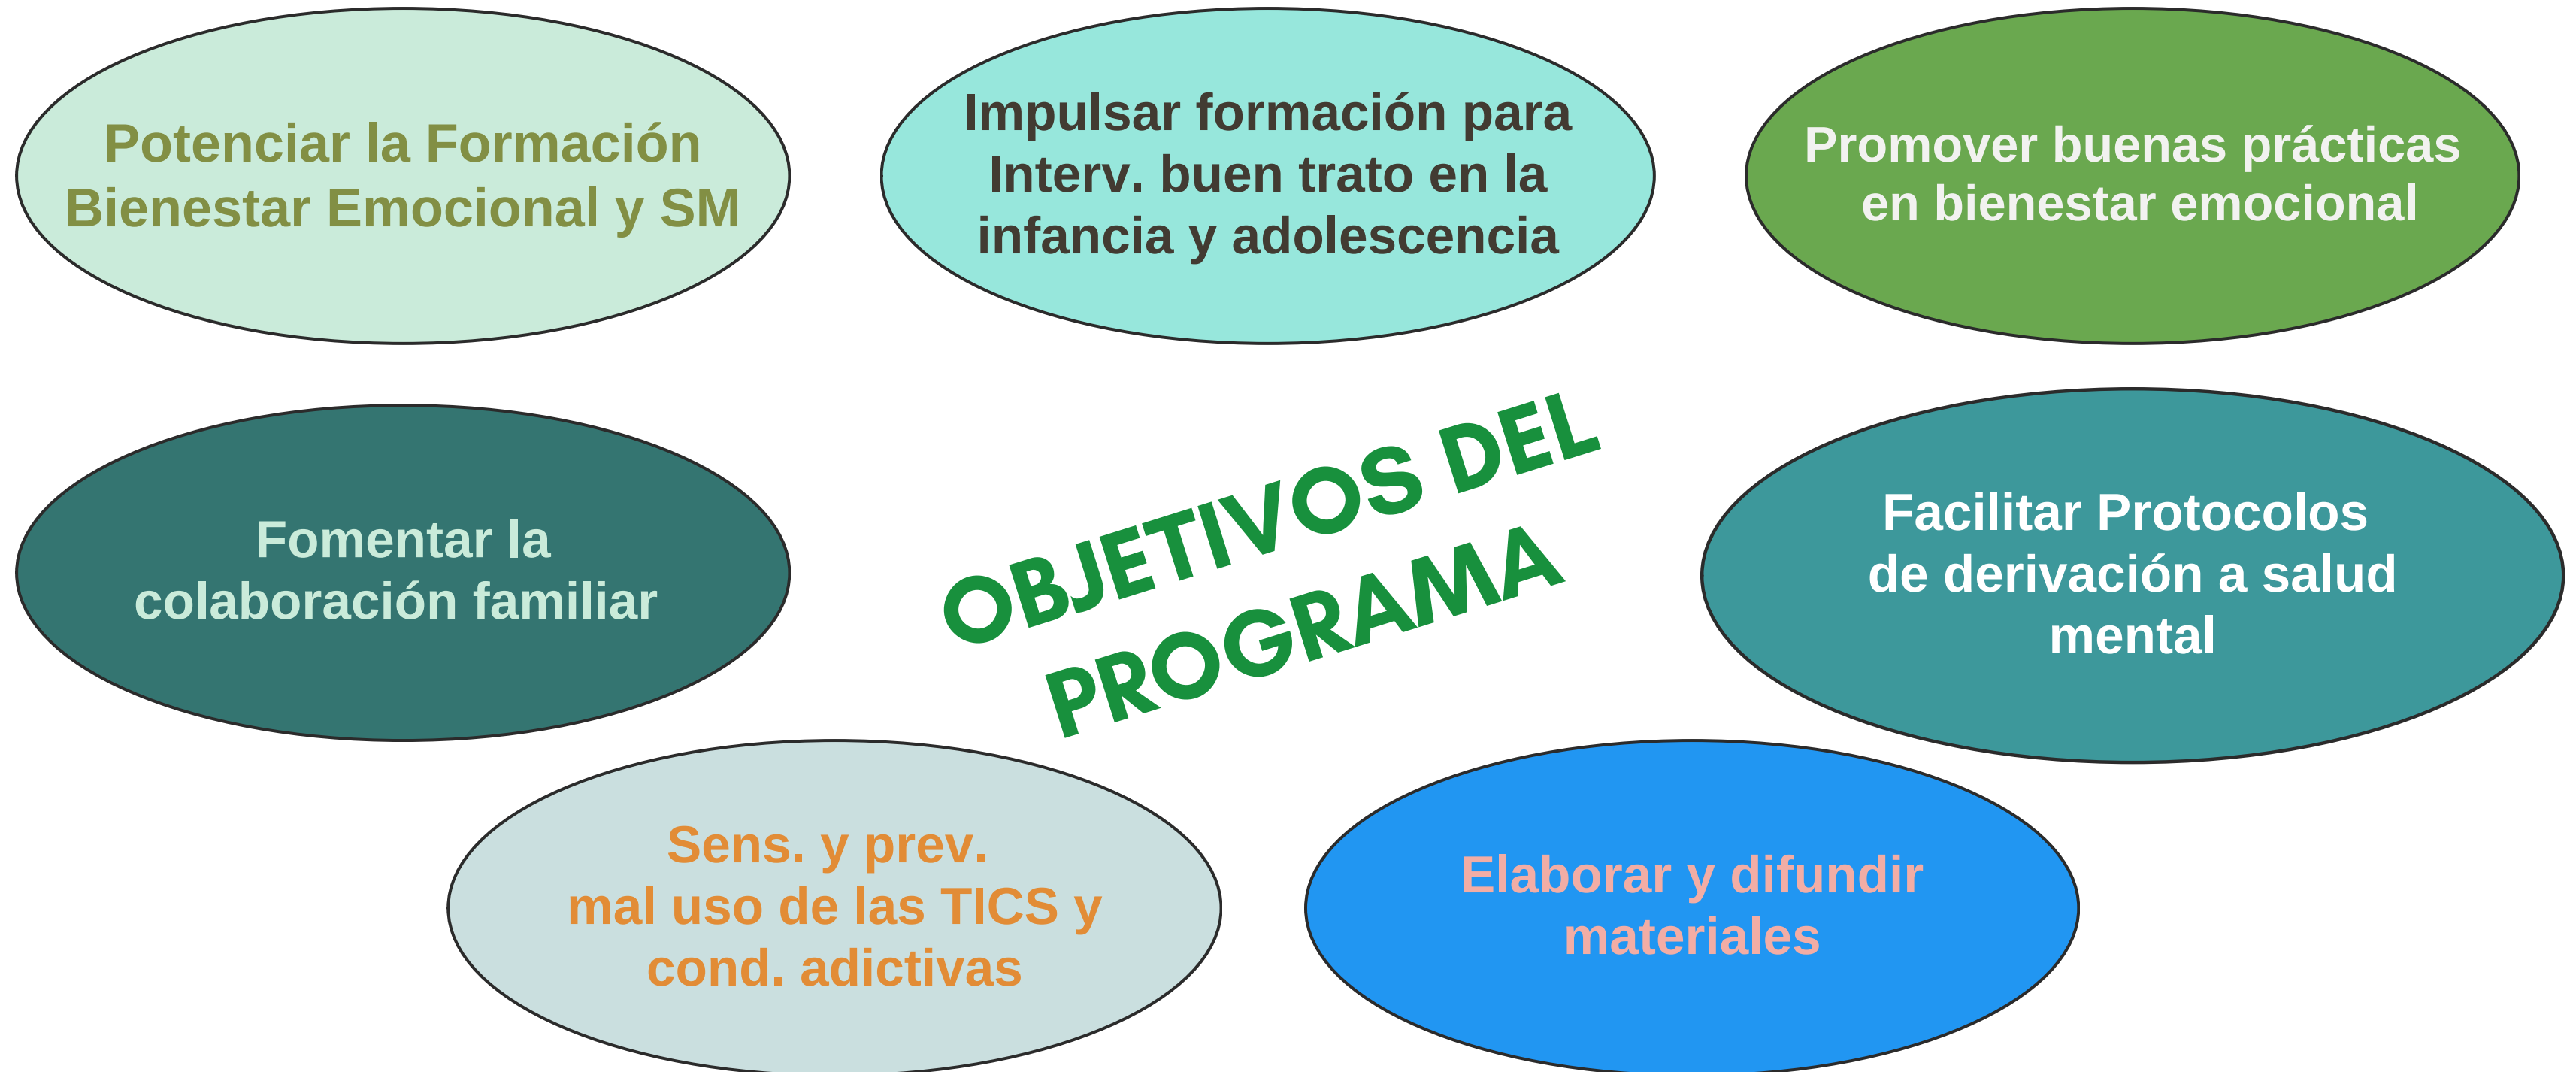 Potenciar la Formación
Bienestar Emocional y SM
Impulsar formación para
Interv. buen trato en la
infancia y adolescencia
Promover buenas prácticas
en bienestar emocional
Fomentar la
colaboración familiar
OBJETIVOS DEL
PROGRAMA
Facilitar Protocolos
de derivación a salud
mental
Sens. y prev.
mal uso de las TICS y
cond. adictivas
Elaborar y difundir
materiales